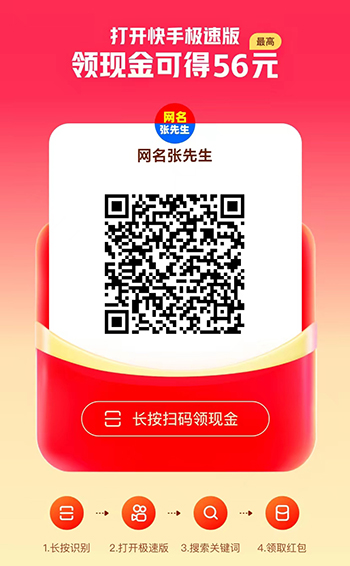 打开快手极速版
最高
领现金可得56元
网名
张先生
网名张先生
长按扫码领现金
1.长按识别
2.打开极速版
3.搜索关键词
4.领取红包